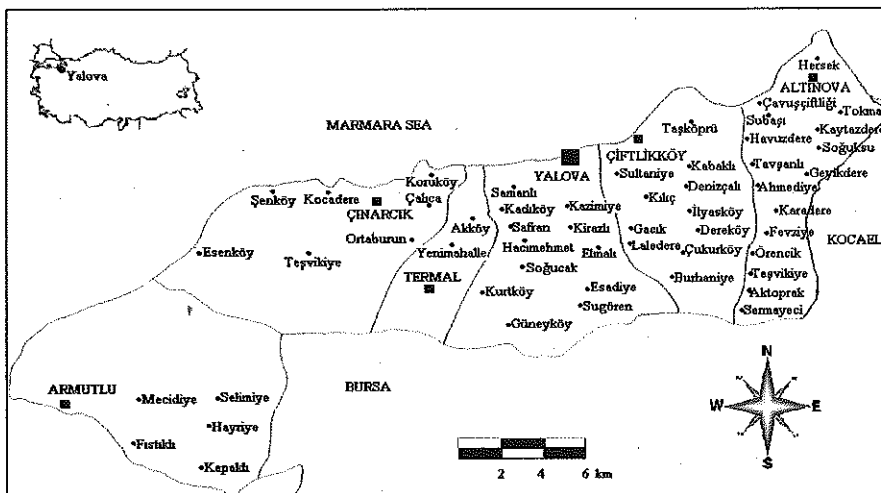 Yalova
MARMARA SEA
Hersek
ALTINOVA
Çavuşçiftliği
Tokma
Subaşı
Kaytazdere
Havuzdere
Soğuksu
Taşköprü
ÇİFTLİKKÖY
YALOVA
Sultaniye
Kabaklı
Tavşanlı
Geyikdere
Denizçalı
Ahmediye
Kılıç
İlyasköy
Karadere
Gacık
Dereköy
Fevziye
KOCAEL
Laledere
Çukurköy
Örencik
Burhaniye
Teşvikiye
Aktoprak
Sermayeci
Koruköy
Şenköy
Kocadere
Çalıca
ÇINARCIK
Samanlı
Kadıköy
Kazimiye
Akköy
Safran
Kirazlı
Ortaburun
Hacımehmet
Esenköy
Teşvikiye
Yenimahalle
Elmalı
Soğucak
TERMAL
Kurtköy
Esadiye
Sugören
Güneyköy
ARMUTLU
BURSA
Mecidiye
Selimiye
Hayriye
Fıstıklı
Kapaklı
N
W
E
S
2 4 6 km